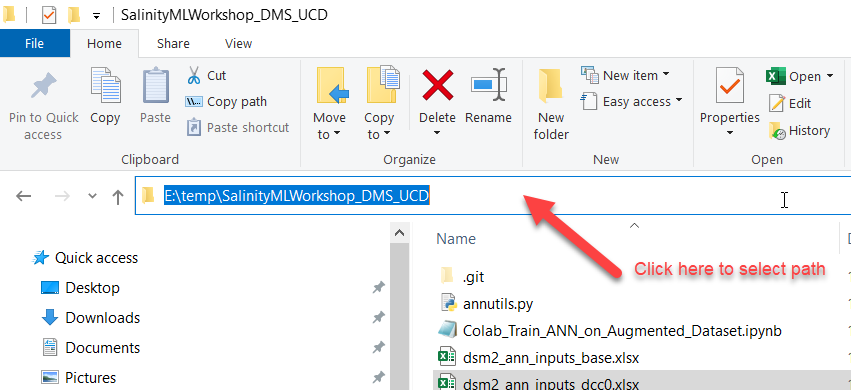 SalinityMLWorkshop_DMS_UCD
File Home Share View
Pin to Quick access
Copy
Paste
Cut
Copy path
Paste shortcut
Clipboard
Move to
Copy to
Delete
Rename
Organize
New folder
New item
Easy access
New
Properties
Open
Edit
History
Open
E:\temp\SalinityMLWorkshop_DMS_UCD
Click here to select path
Quick access
Desktop
Downloads
Documents
Pictures
Name
.git
annutils.py
Colab_Train_ANN_on_Augmented_Dataset.ipynb
dsm2_ann_inputs_base.xlsx
dsm2_ann_inputs_dcc0.xlsx